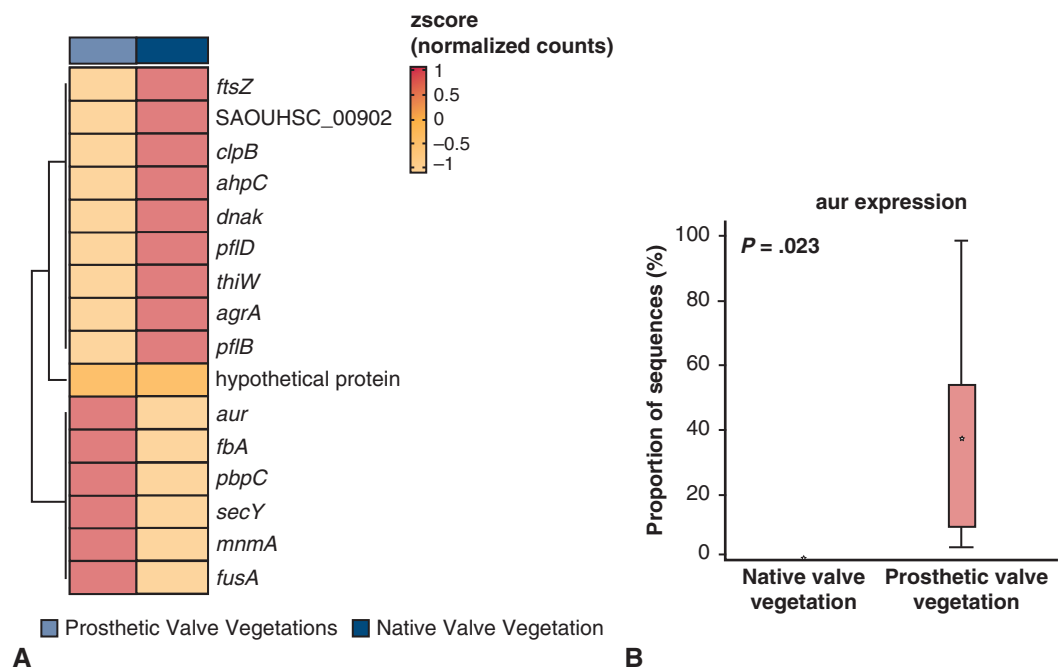 zscore
(normalized counts)
1
0.5
0
−0.5
−1
ftsZ
SAOUHSC_00902
clpB
ahpC
dnak
pflD
thiW
agrA
pflB
hypothetical protein
aur
fbA
pbpC
secY
mnmA
fusA
Prosthetic Valve Vegetations Native Valve Vegetation
A
aur expression
P = .023
Proportion of sequences (%)
100
80
60
40
20
0
Native valve vegetation
Prosthetic valve vegetation
B